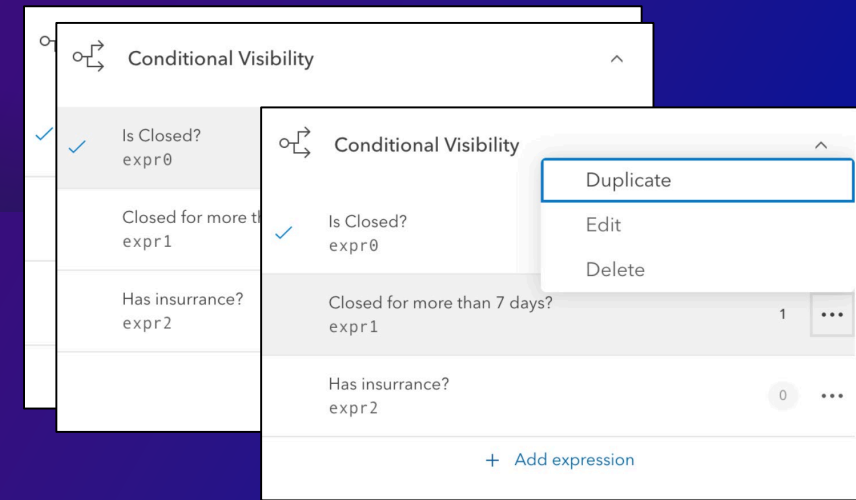 Conditional Visibility
Is Closed?
expr0
Closed for more th
expr1
Has insurrance?
expr2
Conditional Visibility
Duplicate
Edit
Delete
Is Closed?
expr0
Closed for more than 7 days?
expr1
1
Has insurrance?
expr2
0
+ Add expression